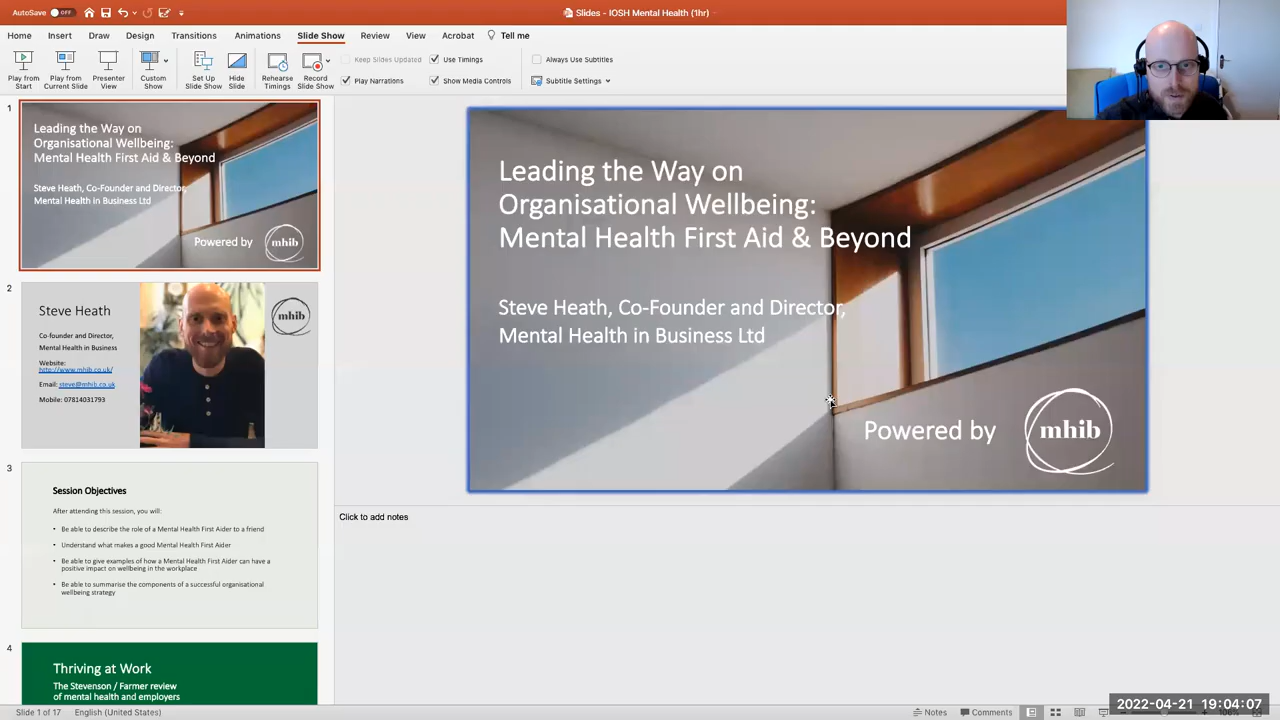 AutoSave OFF
Slides - IOSH Mental Health (1hr)
Home Insert Draw Design Transitions Animations Slide Show Review View Acrobat Tell me
Play from Start
Play from Current Slide
Presenter View
Custom Show
Set Up Slide Show
Hide Slide
Rehearse Timings
Record Slide Show
Keep Slides Updated
Use Timings
Play Narrations
Show Media Controls
Always Use Subtitles
Subtitle Settings
1
Leading the Way on
Organisational Wellbeing:
Mental Health First Aid & Beyond
Steve Heath, Co-Founder and Director,
Mental Health in Business Ltd
Powered by mhib
2
Steve Heath
mhib
Co-founder and Director,
Mental Health in Business
Website:
http://www.mhib.co.uk/
Email: steve@mhib.co.uk
Mobile: 07814031793
3
Session Objectives
After attending this session, you will:
• Be able to describe the role of a Mental Health First Aider to a friend
• Understand what makes a good Mental Health First Aider
• Be able to give examples of how a Mental Health First Aider can have a
positive impact on wellbeing in the workplace
• Be able to summarise the components of a successful organisational
wellbeing strategy
4
Thriving at Work
The Stevenson / Farmer review
of mental health and employers
Leading the Way on
Organisational Wellbeing:
Mental Health First Aid & Beyond
Steve Heath, Co-Founder and Director,
Mental Health in Business Ltd
Powered by mhib
Click to add notes
Slide 1 of 17 English (United States)
Notes Comments
2022-04-21 19:04:07